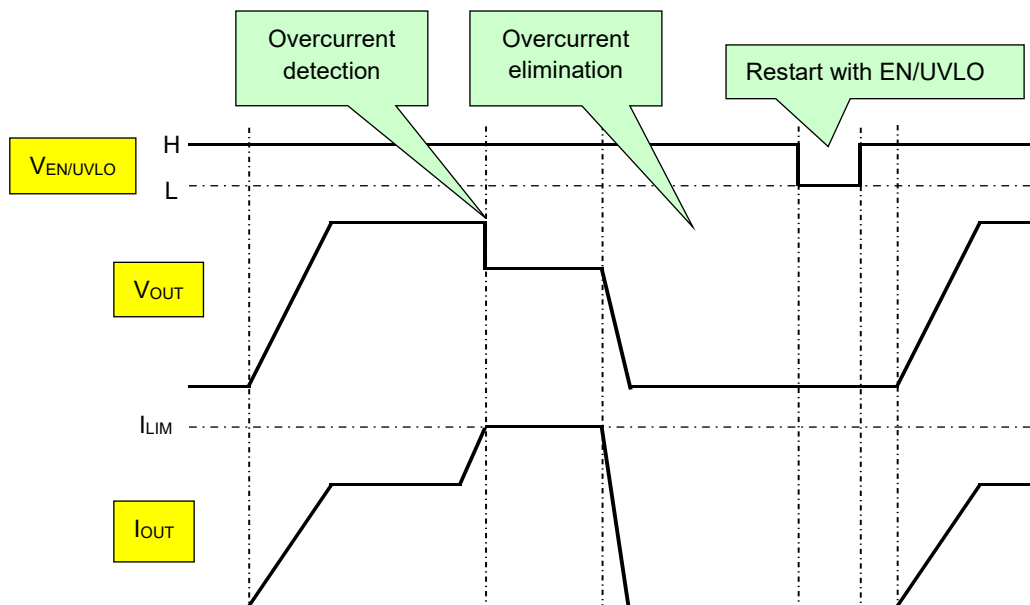 Overcurrent
detection
Overcurrent
elimination
Restart with EN/UVLO
VEN/UVLO
H
L
VOUT
ILIM
IOUT